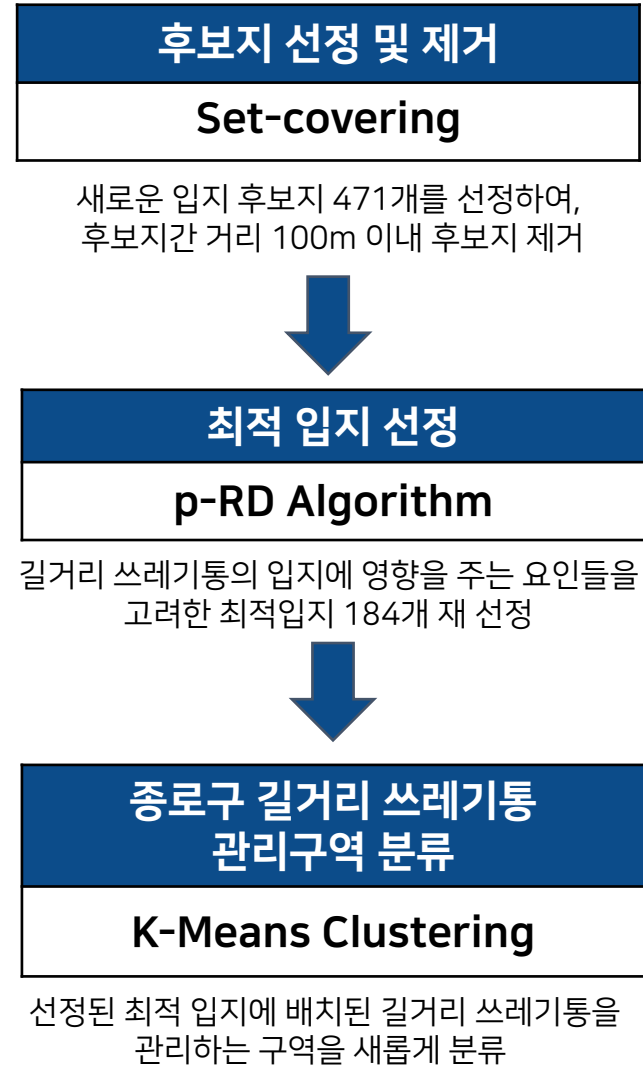 후보지 선정 및 제거
Set-covering
새로운 입지 후보지 471개를 선정하여,
후보지간 거리 100m 이내 후보지 제거
최적 입지 선정
p-RD Algorithm
길거리 쓰레기통의 입지에 영향을 주는 요인들을
고려한 최적입지 184개 재 선정
종로구 길거리 쓰레기통
관리구역 분류
K-Means Clustering
선정된 최적 입지에 배치된 길거리 쓰레기통을
관리하는 구역을 새롭게 분류